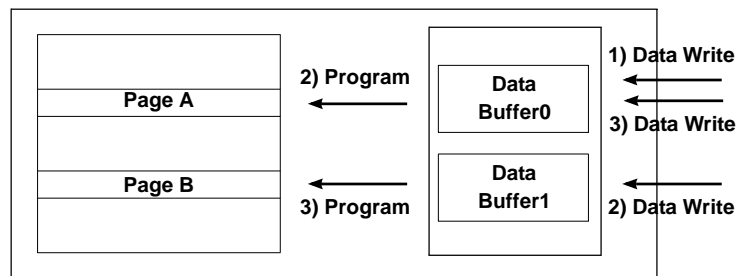 1) Data Write
2) Program
Data
Buffer0
Page A
3) Data Write
Page B
Data
Buffer1
3) Program
2) Data Write